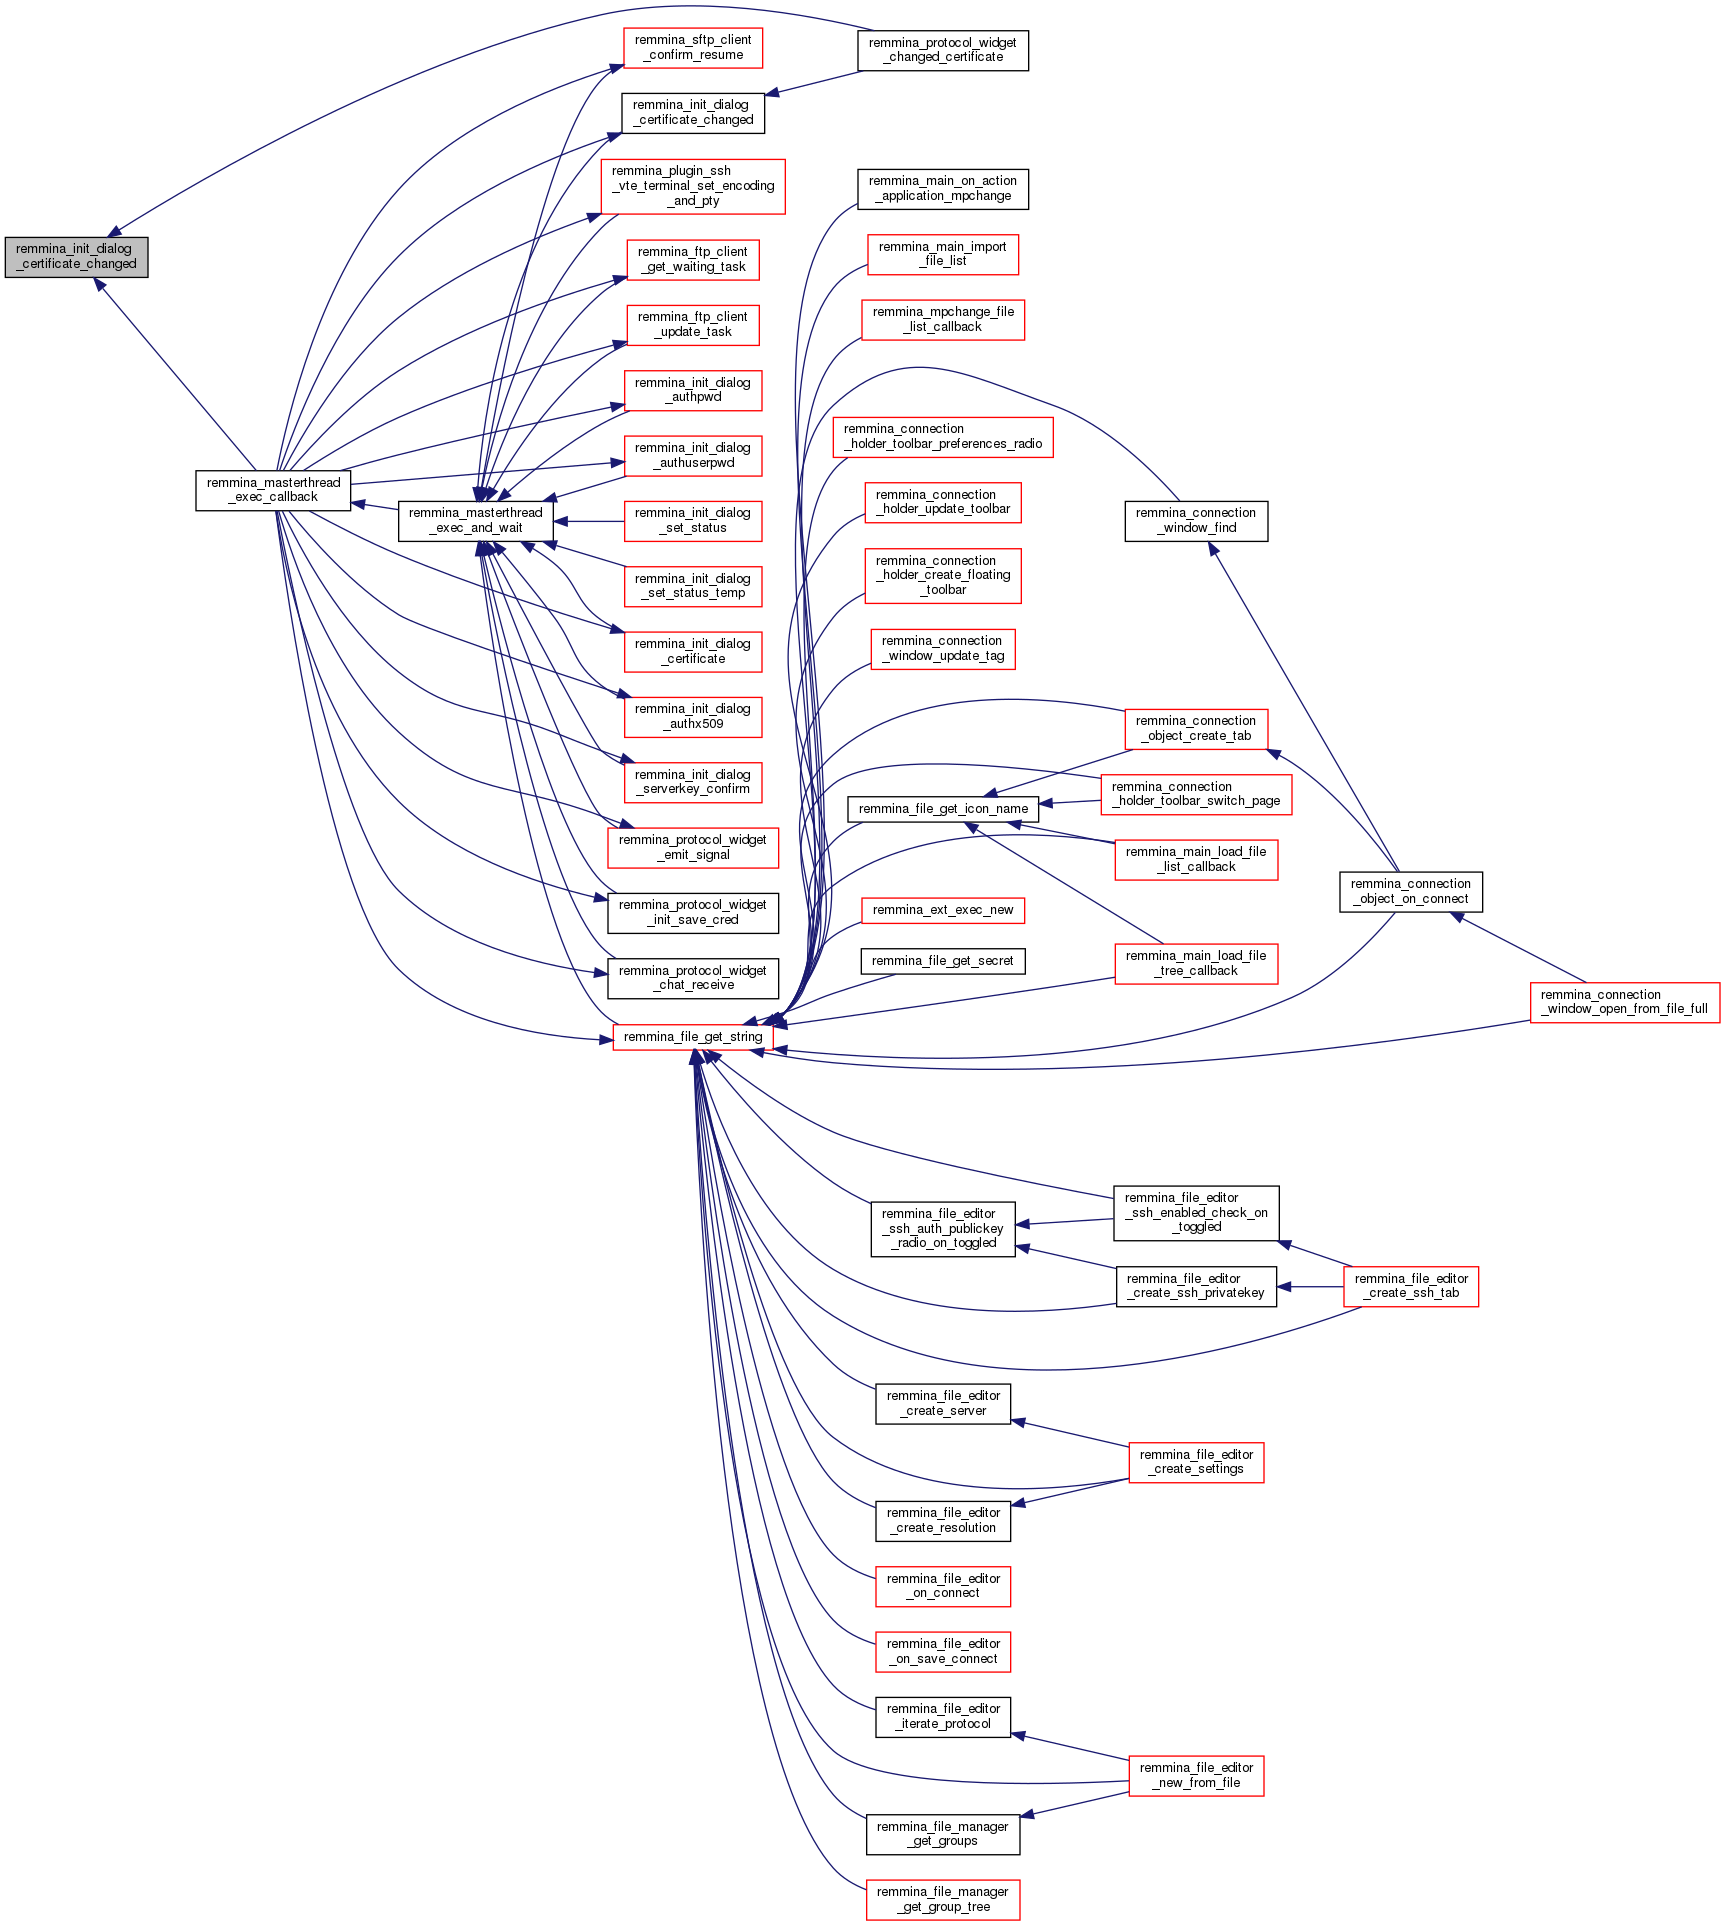 remmina_init_dialog
_certificate_changed
remmina_masterthread
_exec_callback
remmina_masterthread
_exec_and_wait
remmina_sftp_client
_confirm_resume
remmina_init_dialog
_certificate_changed
remmina_plugin_ssh
_vte_terminal_set_encoding
_and_pty
remmina_ftp_client
_get_waiting_task
remmina_ftp_client
_update_task
remmina_init_dialog
_authpwd
remmina_init_dialog
_authuserpwd
remmina_init_dialog
_set_status
remmina_init_dialog
_set_status_temp
remmina_init_dialog
_certificate
remmina_init_dialog
_authx509
remmina_init_dialog
_serverkey_confirm
remmina_protocol_widget
_emit_signal
remmina_protocol_widget
_init_save_cred
remmina_protocol_widget
_chat_receive
remmina_file_get_string
remmina_protocol_widget
_changed_certificate
remmina_main_on_action
_application_mpchange
remmina_main_import
_file_list
remmina_mpchange_file
_list_callback
remmina_connection
_holder_toolbar_preferences_radio
remmina_connection
_holder_update_toolbar
remmina_connection
_holder_create_floating
_toolbar
remmina_connection
_window_update_tag
remmina_file_get_icon_name
remmina_ext_exec_new
remmina_file_get_secret
remmina_file_editor
_ssh_auth_publickey
_radio_on_toggled
remmina_file_editor
_create_server
remmina_file_editor
_create_resolution
remmina_file_editor
_on_connect
remmina_file_editor
_on_save_connect
remmina_file_editor
_iterate_protocol
remmina_file_manager
_get_groups
remmina_file_manager
_get_group_tree
remmina_connection
_window_find
remmina_connection
_object_create_tab
remmina_connection
_holder_toolbar_switch_page
remmina_main_load_file
_list_callback
remmina_main_load_file
_tree_callback
remmina_file_editor
_ssh_enabled_check_on
_toggled
remmina_file_editor
_create_ssh_privatekey
remmina_file_editor
_create_settings
remmina_file_editor
_new_from_file
remmina_connection
_object_on_connect
remmina_file_editor
_create_ssh_tab
remmina_connection
_window_open_from_file_full